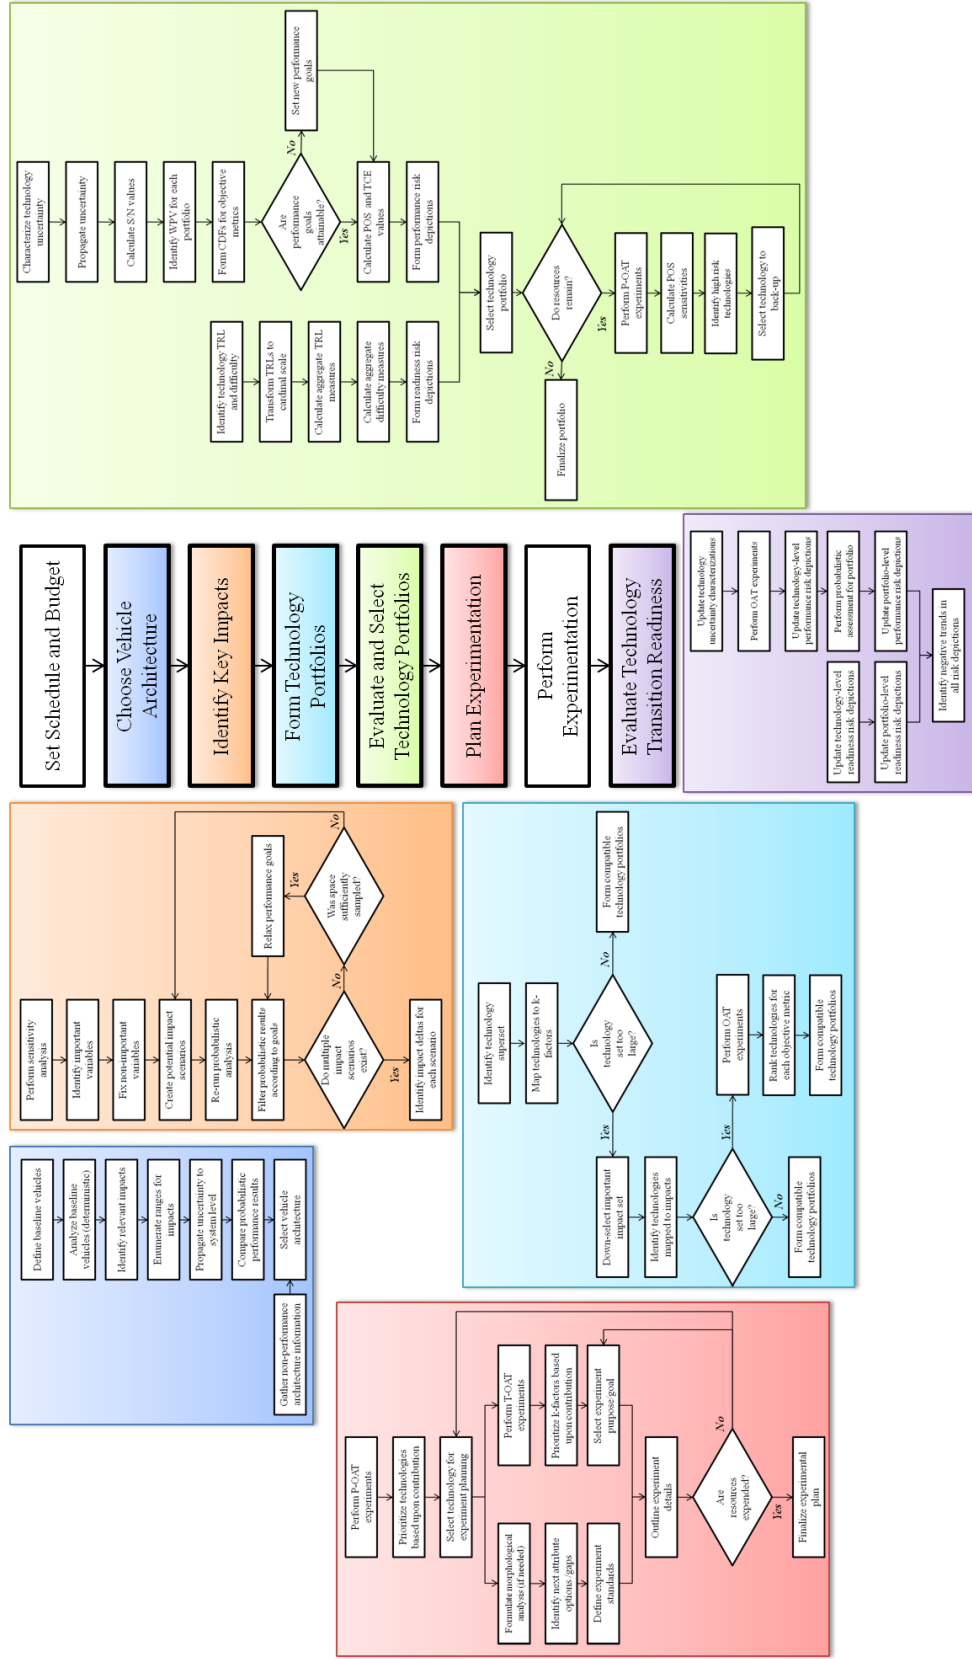 Set Schedule and Budget
Choose Vehicle
Architecture
Identify Key Impacts
Form Technology
Portfolios
Evaluate and Select
Technology Portfolios
Plan Experimentation
Perform
Experimentation
Evaluate Technology
Transition Readiness
Define baseline vehicles
Analyze baseline
vehicles (deterministic)
Identify relevant impacts
Enumerate ranges for
impacts
Propagate uncertainty to
system level
Compare probabilistic
performance results
Gather non-performance
architecture information
Select vehicle
architecture
Perform sensitivity
analysis
Identify important
variables
Fix non-important
variables
Create potential impact
scenarios
Re-run probabilistic
analysis
Filter probabilistic results
according to goals
Do multiple
impact
scenarios
exist?
No
Yes
Identify impact deltas for
each scenario
Was space
sufficiently
sampled?
No
Yes
Relax performance goals
Identify technology
superset
Map technologies to k-
factors
Is
technology
set too
large?
No
Form compatible
technology portfolios
Yes
Down-select important
impact set
Identify technologies
mapped to impacts
Is
technology
set too
large?
No
Form compatible
technology portfolios
Yes
Perform OAT
experiments
Rank technologies for
each objective metric
Form compatible
technology portfolios
Identify technology TRL
and difficulty
Transform TRLs to
cardinal scale
Calculate aggregate TRL
measures
Calculate aggregate
difficulty measures
Form readiness risk
depictions
Characterize technology
uncertainty
Propagate uncertainty
Calculate S/N values
Identify WPV for each
portfolio
Form CDFs for objective
metrics
Are
performance
goals
attainable?
No
Set new performance
goals
Yes
Calculate POS and TCE
values
Form performance risk
depictions
Select technology
portfolio
Do resources
remain?
No
Finalize portfolio
Yes
Perform P-OAT
experiments
Calculate POS
sensitivities
Identify high risk
technologies
Select technology to
back-up
Perform P-OAT
experiments
Prioritize technologies
based upon contribution
Select technology for
experiment planning
Formulate morphological
analysis (if needed)
Identify next attribute
options/gaps
Define experiment
standards
Perform T-OAT
experiments
Prioritize k-factors based
upon contribution
Select experiment
purpose/goal
Outline experiment
details
Are
resources
expended?
No
Yes
Finalize experimental
plan
Update technology-level
readiness risk depictions
Update portfolio-level
readiness risk depictions
Update technology
uncertainty characterizations
Perform OAT experiments
Update technology-level
performance risk depictions
Perform probabilistic
assessment for portfolio
Update portfolio-level
performance risk depictions
Identify negative trends in
all risk depictions